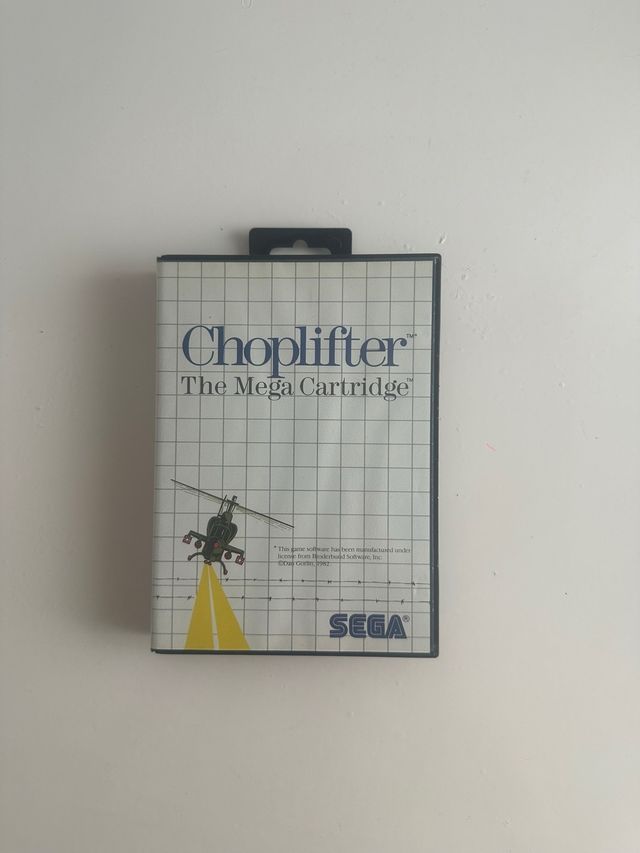 Choplifter™
The Mega Cartridge™
* This game software has been manufactured under
license from Brøderbund Software, Inc
©Dan Gorlin, 1982.
SEGA®